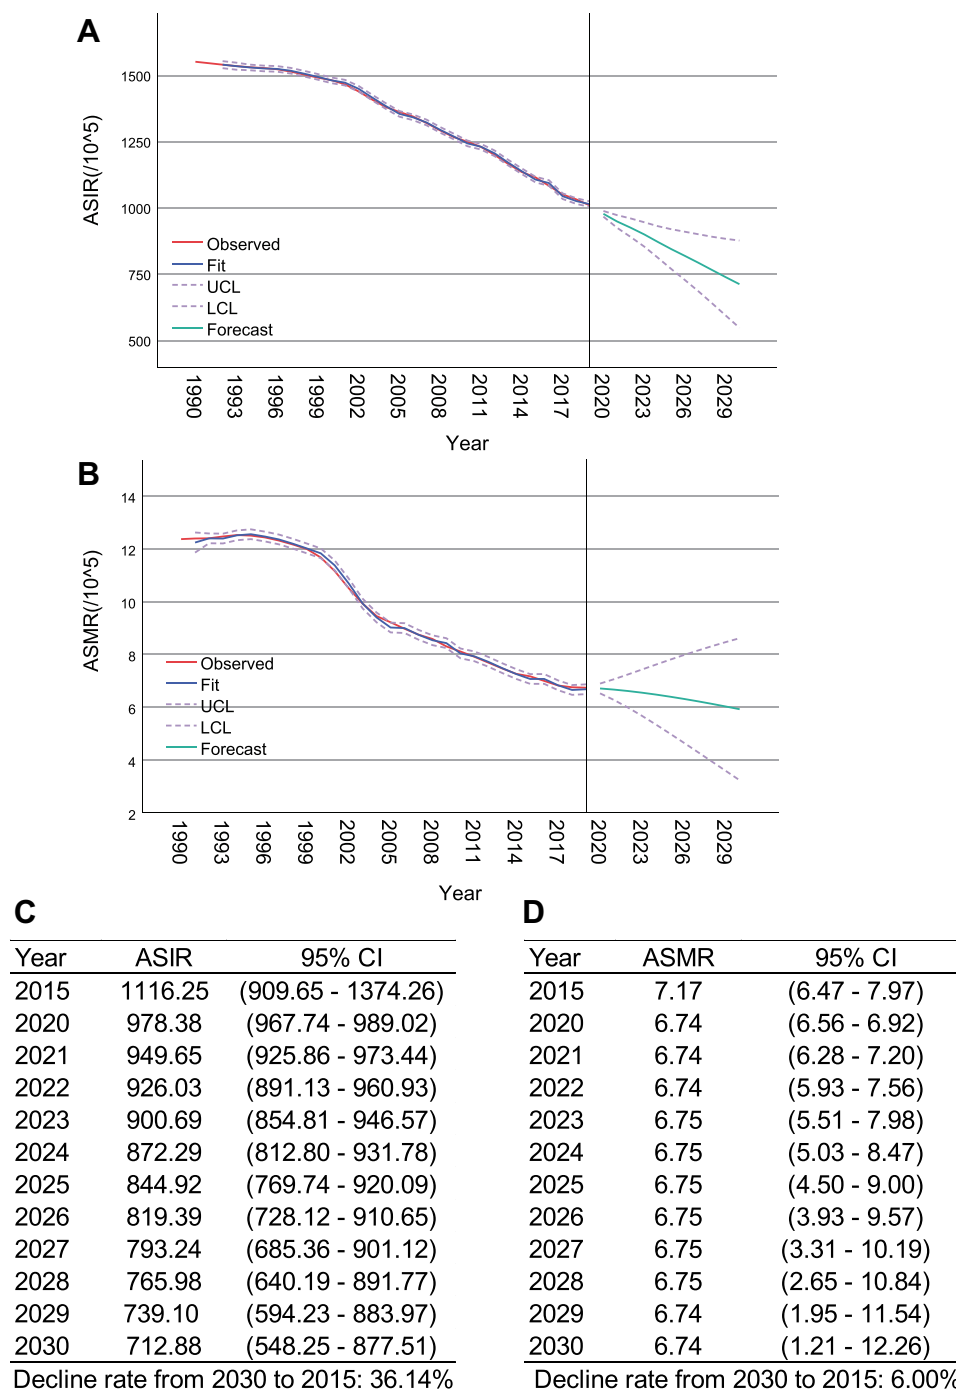 A
ASIR(/10^5)
1500
1250
1000
750
500
Observed
Fit
UCL
LCL
Forecast
1990 1993 1996 1999 2002 2005 2008 2011 2014 2017 2020 2023 2026 2029
Year
B
ASMR(/10^5)
14
12
10
8
6
4
2
Observed
Fit
UCL
LCL
Forecast
1990 1993 1996 1999 2002 2005 2008 2011 2014 2017 2020 2023 2026 2029
Year
C
Year ASIR 95% CI
2015 1116.25 (909.65 - 1374.26)
2020 978.38 (967.74 - 989.02)
2021 949.65 (925.86 - 973.44)
2022 926.03 (891.13 - 960.93)
2023 900.69 (854.81 - 946.57)
2024 872.29 (812.80 - 931.78)
2025 844.92 (769.74 - 920.09)
2026 819.39 (728.12 - 910.65)
2027 793.24 (685.36 - 901.12)
2028 765.98 (640.19 - 891.77)
2029 739.10 (594.23 - 883.97)
2030 712.88 (548.25 - 877.51)
Decline rate from 2030 to 2015: 36.14%
D
Year ASMR 95% CI
2015 7.17 (6.47 - 7.97)
2020 6.74 (6.56 - 6.92)
2021 6.74 (6.28 - 7.20)
2022 6.74 (5.93 - 7.56)
2023 6.75 (5.51 - 7.98)
2024 6.75 (5.03 - 8.47)
2025 6.75 (4.50 - 9.00)
2026 6.75 (3.93 - 9.57)
2027 6.75 (3.31 - 10.19)
2028 6.75 (2.65 - 10.84)
2029 6.74 (1.95 - 11.54)
2030 6.74 (1.21 - 12.26)
Decline rate from 2030 to 2015: 6.00%